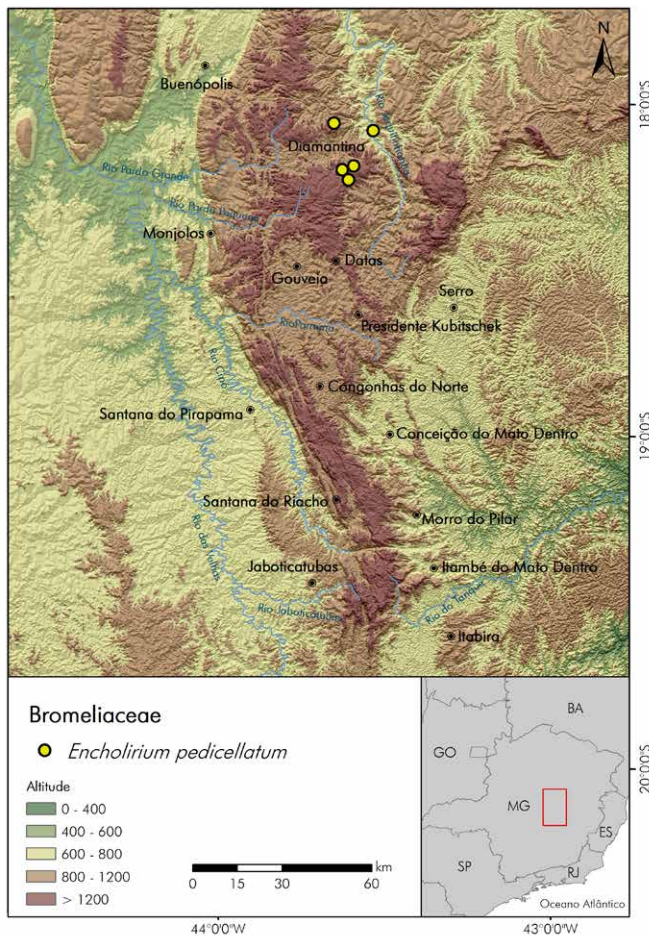 N
Buenópolis
18°0'0"S
Diamantina
Rio Pardo Grande
Rio Pardo Pequeno
Monjolos
Datas
Gouveia
Serro
Rio Paraúna
Presidente Kubitschek
Rio Cipó
Congonhas do Norte
Santana do Pirapama
Conceição do Mato Dentro
19°0'0"S
Santana do Riacho
Morro do Pilar
Rio das Velhas
Jaboticatubas
Itambé do Mato Dentro
Rio Jaboticatubas
Rio do Tanque
Itabira
Bromeliaceae
Encholirium pedicellatum
Altitude
0 - 400
400 - 600
600 - 800
800 - 1200
> 1200
km
0 15 30 40 60
BA
GO
20°0'0"S
MG
ES
SP
RJ
Oceano Atlântico
44°0'0"W
43°0'0"W